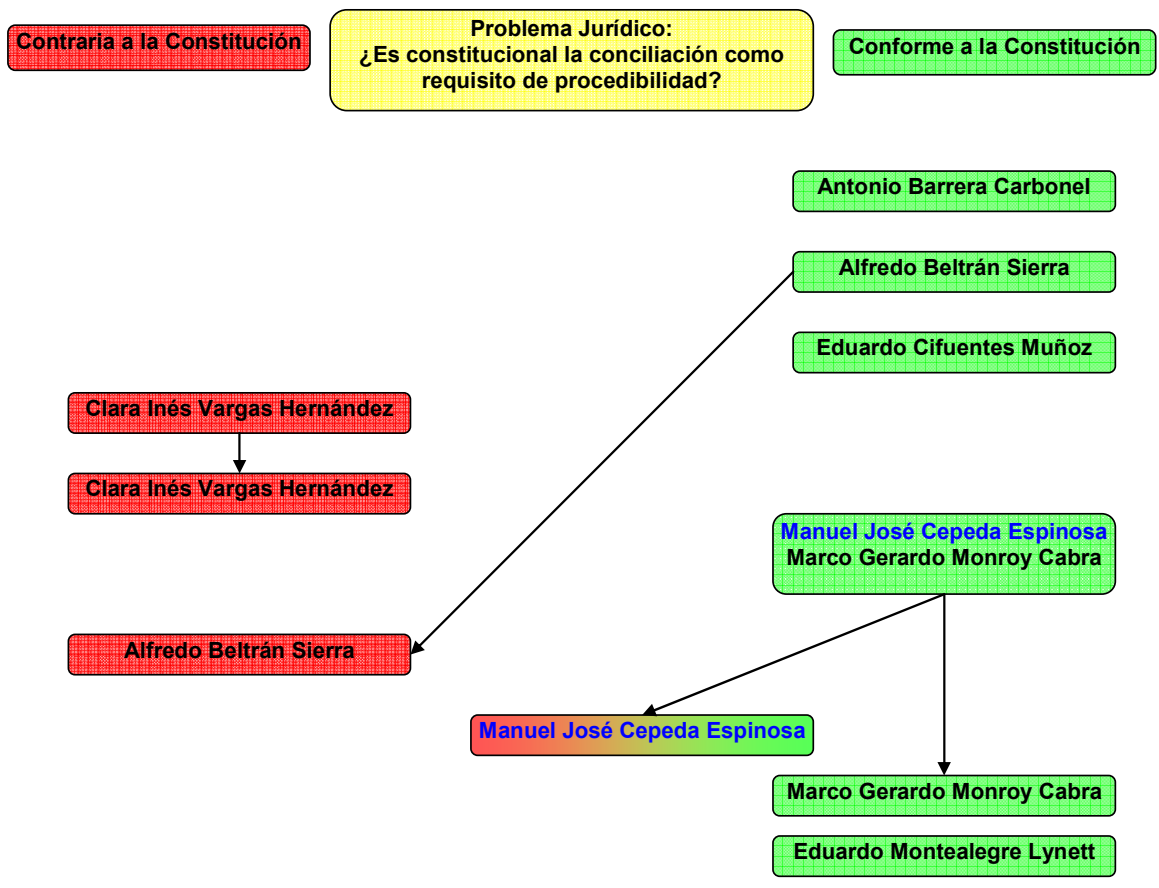 Contraria a la Constitución
Problema Jurídico:
¿Es constitucional la conciliación como
requisito de procedibilidad?
Conforme a la Constitución
Antonio Barrera Carbonel
Alfredo Beltrán Sierra
Eduardo Cifuentes Muñoz
Clara Inés Vargas Hernández
Clara Inés Vargas Hernández
Manuel José Cepeda Espinosa
Marco Gerardo Monroy Cabra
Alfredo Beltrán Sierra
Manuel José Cepeda Espinosa
Marco Gerardo Monroy Cabra
Eduardo Montealegre Lynett